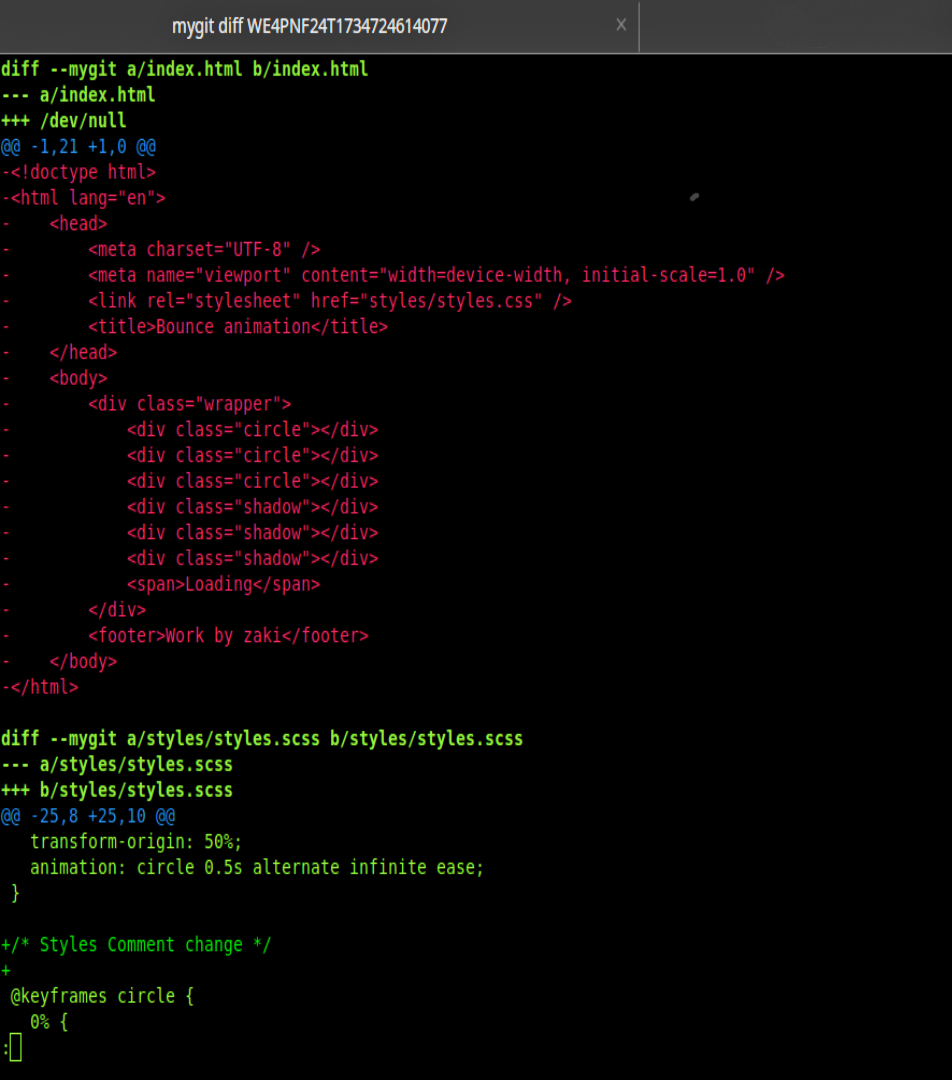 mygit diff WE4PNF24T1734724614077
diff --mygit a/index.html b/index.html
--- a/index.html
+++ /dev/null
@@ -1,21 +1,0 @@
-<!doctype html>
-<html lang="en">
-    <head>
-        <meta charset="UTF-8" />
-        <meta name="viewport" content="width=device-width, initial-scale=1.0" />
-        <link rel="stylesheet" href="styles/styles.css" />
-        <title>Bounce animation</title>
-    </head>
-    <body>
-        <div class="wrapper">
-            <div class="circle"></div>
-            <div class="circle"></div>
-            <div class="circle"></div>
-            <div class="shadow"></div>
-            <div class="shadow"></div>
-            <div class="shadow"></div>
-            <span>Loading</span>
-        </div>
-        <footer>Work by zaki</footer>
-    </body>
-</html>

diff --mygit a/styles/styles.scss b/styles/styles.scss
--- a/styles/styles.scss
+++ b/styles/styles.scss
@@ -25,8 +25,10 @@
   transform-origin: 50%;
   animation: circle 0.5s alternate infinite ease;
 }

+/* Styles Comment change */
+
 @keyframes circle {
   0% {
: